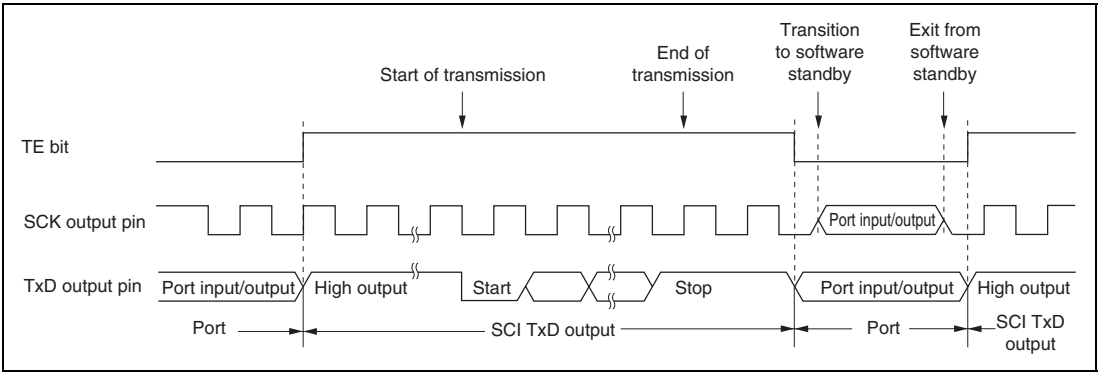 Transition
to software
standby
Exit from
software
standby
End of
transmission
Start of transmission
TE bit
SCK output pin
Port input/output
TxD output pin
Port input/output
High output
Start
Stop
Port input/output
High output
Port
SCI TxD output
Port
SCI TxD
output